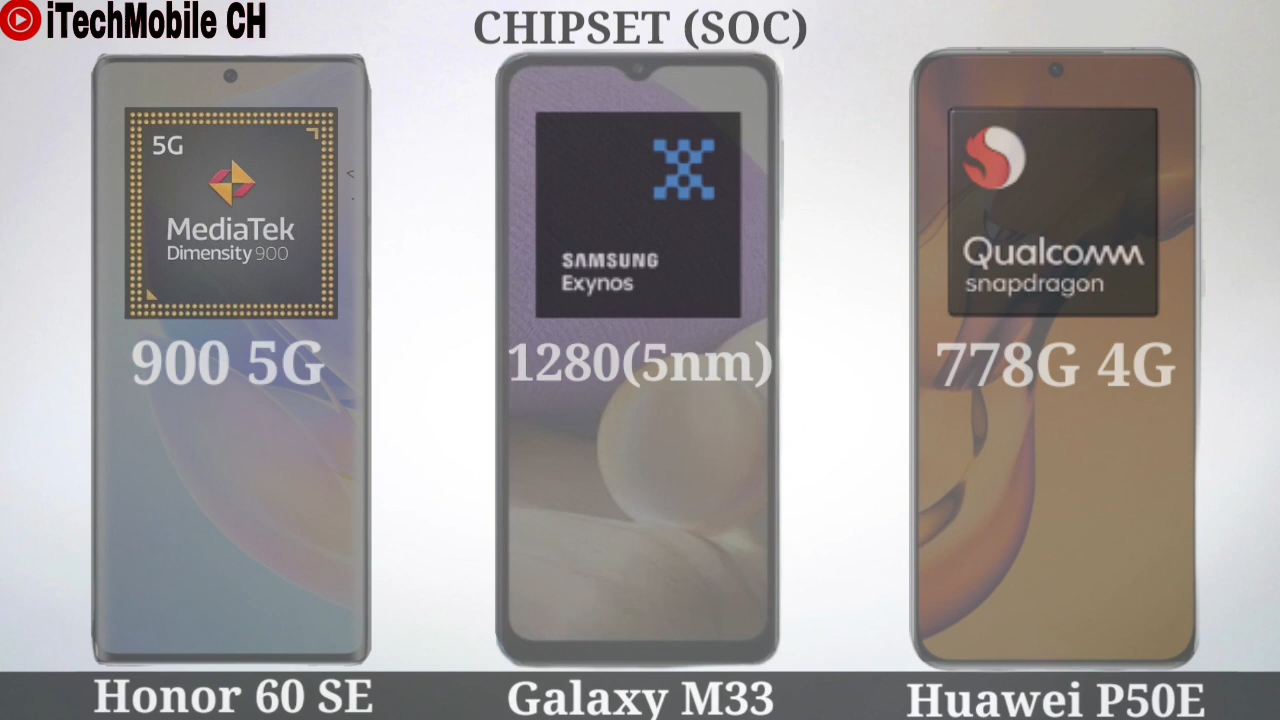 iTechMobile CH
CHIPSET (SOC)
5G
MediaTek
Dimensity 900
900 5G
SAMSUNG
Exynos
1280(5nm)
Qualcomm
snapdragon
778G 4G
Honor 60 SE
Galaxy M33
Huawei P50E